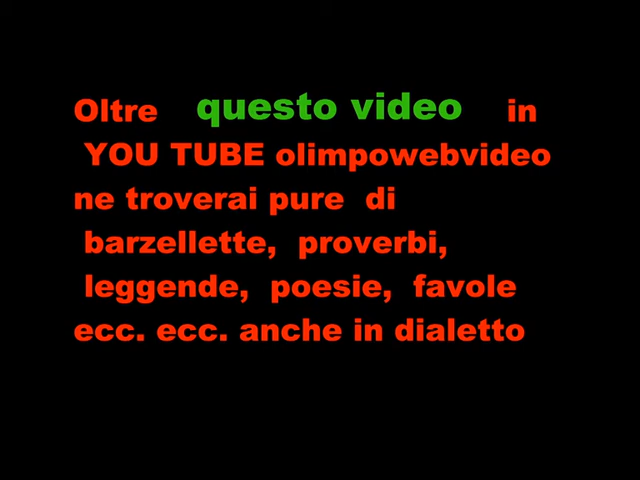 Oltre questo video in
YOU TUBE olimpowebvideo
ne troverai pure di
barzellette, proverbi,
leggende, poesie, favole
ecc. ecc. anche in dialetto